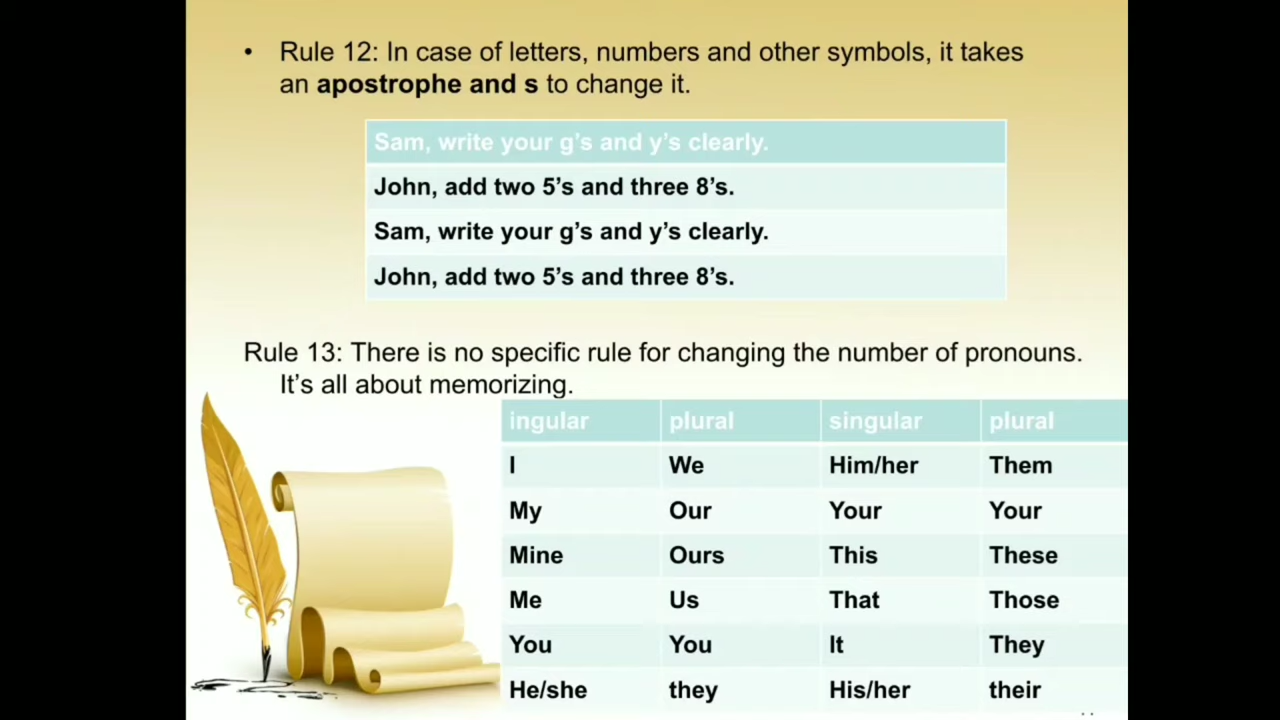 • Rule 12: In case of letters, numbers and other symbols, it takes
an apostrophe and s to change it.
Sam, write your g’s and y’s clearly.
John, add two 5’s and three 8’s.
Sam, write your g’s and y’s clearly.
John, add two 5’s and three 8’s.
Rule 13: There is no specific rule for changing the number of pronouns.
It’s all about memorizing.
ingular plural singular plural
I We Him/her Them
My Our Your Your
Mine Ours This These
Me Us That Those
You You It They
He/she they His/her their